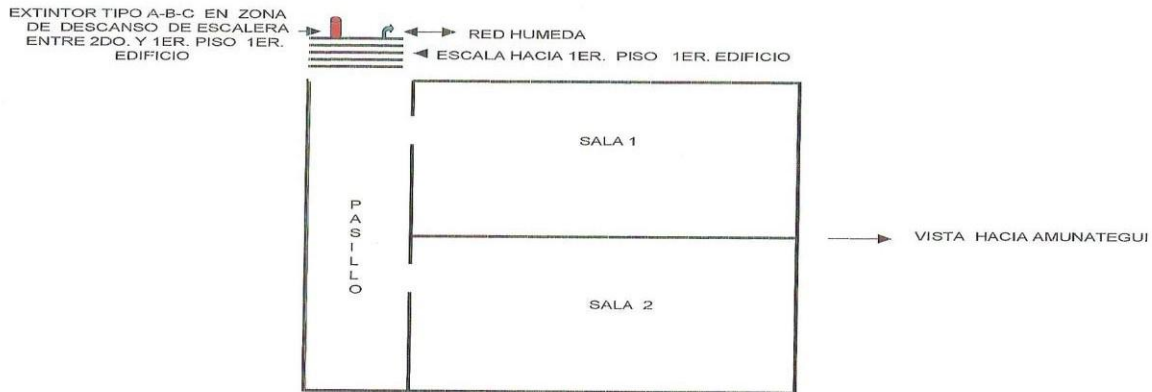 EXTINTOR TIPO A-B-C EN ZONA
DE DESCANSO DE ESCALERA
ENTRE 2DO. Y 1ER. PISO 1ER.
EDIFICIO
RED HUMEDA
ESCALA HACIA 1ER. PISO 1ER. EDIFICIO
SALA 1
PASILLO
VISTA HACIA AMUNATEGUI
SALA 2